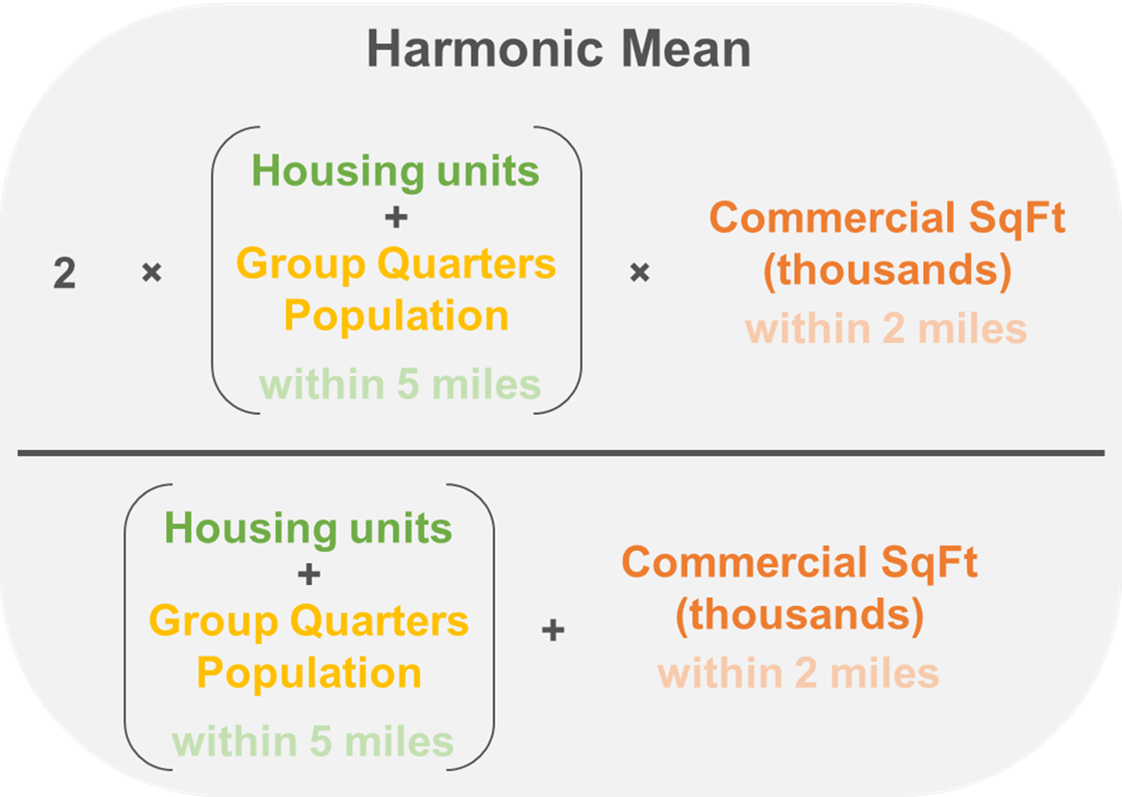 Harmonic Mean
Housing units
+
Group Quarters
Population
within 5 miles
2 × × 
Commercial SqFt
(thousands)
within 2 miles
Housing units
+
Group Quarters
Population
within 5 miles
+
Commercial SqFt
(thousands)
within 2 miles